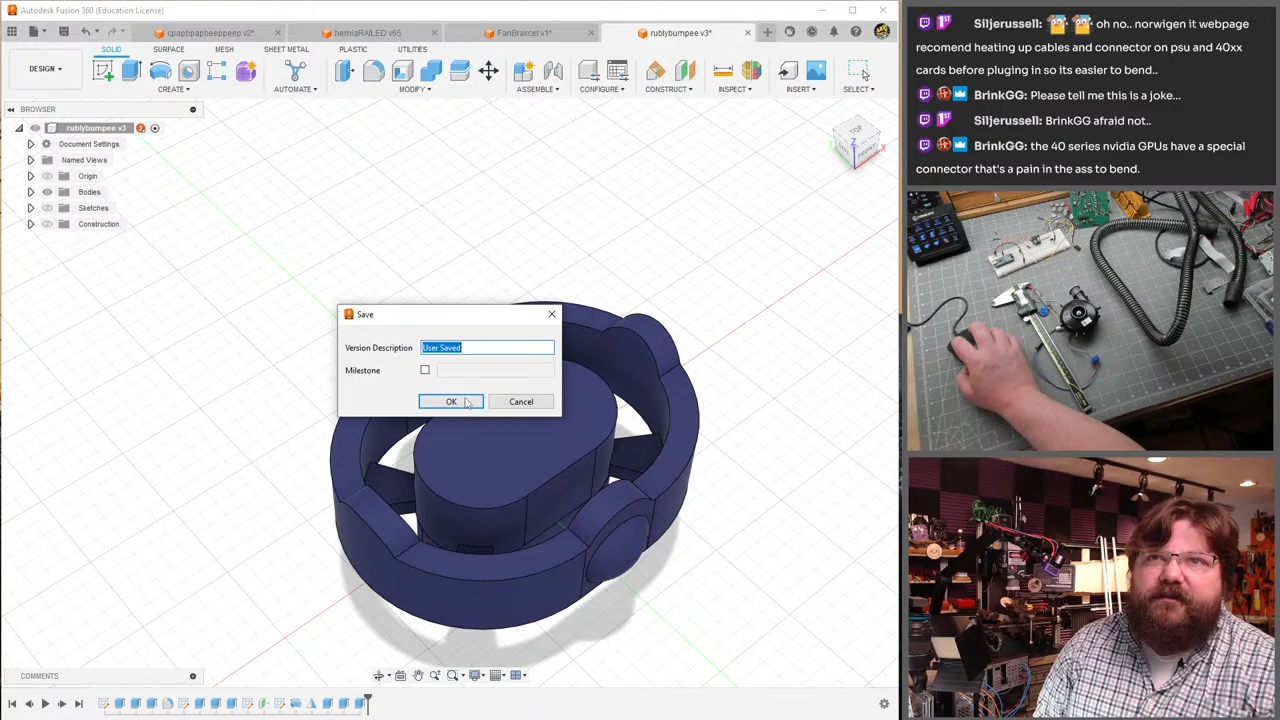 Autodesk Fusion 360 (Education License)
cpapbpapbeeppeep v2*
hemiaRAILED v65
FanBrakcet v1*
rublybumpee v3*
SOLID SURFACE MESH SHEET METAL PLASTIC UTILITIES
DESIGN
CREATE AUTOMATE MODIFY ASSEMBLE CONFIGURE CONSTRUCT INSPECT INSERT SELECT
BROWSER
rublybumpee v3
Document Settings
Named Views
Origin
Bodies
Sketches
Construction
TOP
LEFT
FRONT
Z
X
Y
Save
Version Description User Saved
Milestone
OK Cancel
COMMENTS
Siljerussell: oh no.. norwigen it webpage
recomend heating up cables and connector on psu and 40xx
cards before pluging in so its easier to bend..
BrinkGG: Please tell me this is a joke...
Siljerussell: BrinkGG afraid not..
BrinkGG: the 40 series nvidia GPUs have a special
connector that's a pain in the ass to bend.